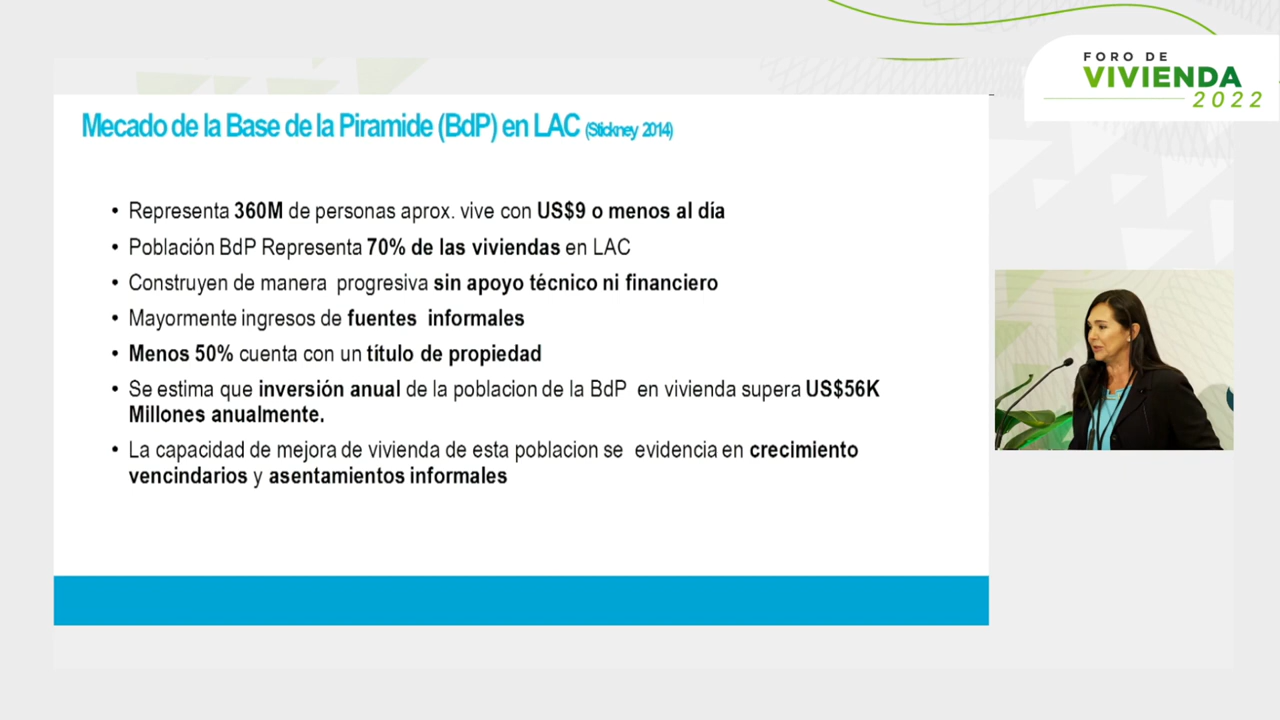 FORO DE
VIVIENDA
2022
Mecado de la Base de la Piramide (BdP) en LAC (Stickney 2014)
• Representa 360M de personas aprox. vive con US$9 o menos al día
• Población BdP Representa 70% de las viviendas en LAC
• Construyen de manera progresiva sin apoyo técnico ni financiero
• Mayormente ingresos de fuentes informales
• Menos 50% cuenta con un título de propiedad
• Se estima que inversión anual de la poblacion de la BdP en vivienda supera US$56K
Millones anualmente.
• La capacidad de mejora de vivienda de esta poblacion se evidencia en crecimiento
vencindarios y asentamientos informales